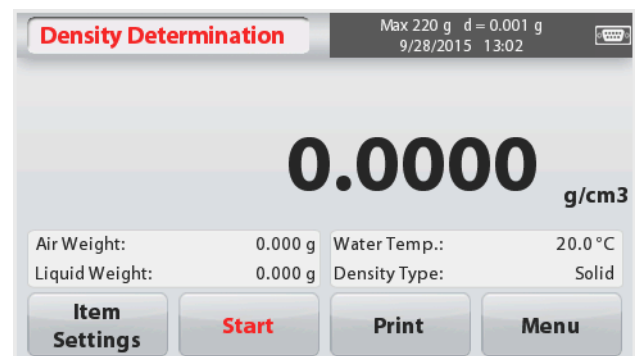 Density Determination
Max 220 g d = 0.001 g
9/28/2015 13:02
0.0000
g/cm3
Air Weight: 0.000 g
Liquid Weight: 0.000 g
Water Temp.: 20.0 °C
Density Type: Solid
Item
Settings
Start
Print
Menu